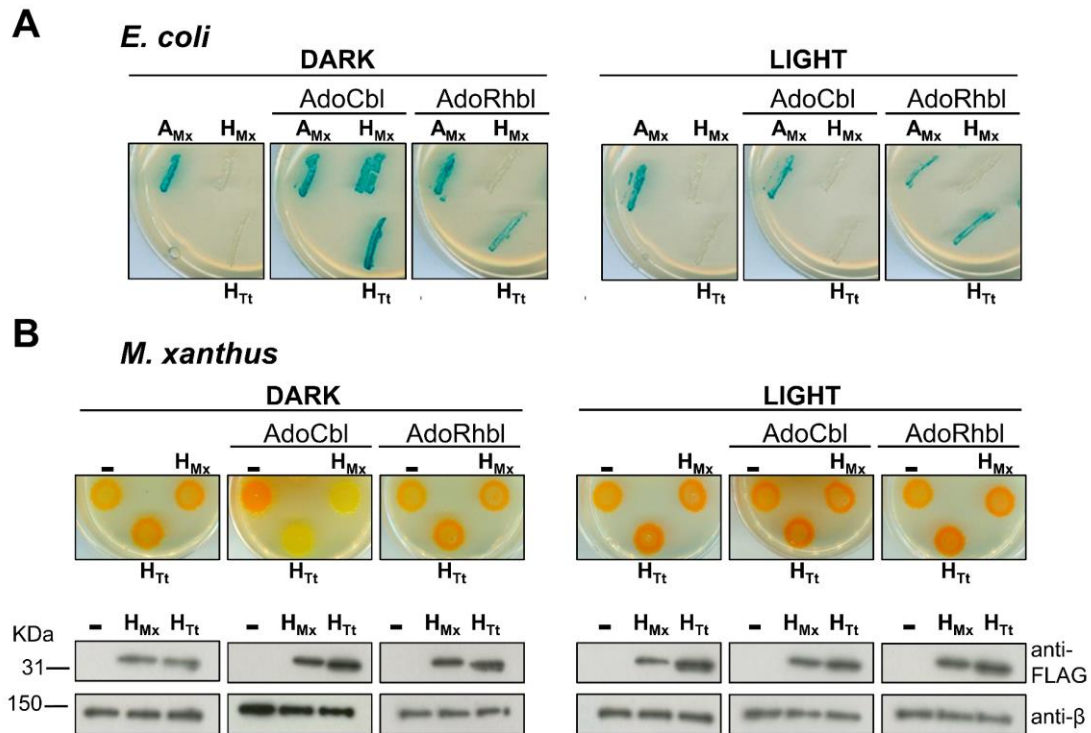 A
E. coli
DARK LIGHT
AdoCbl AdoRhbl AdoCbl AdoRhbl
AMx HMx AMx HMx AMx HMx AMx HMx AMx HMx AMx HMx
HTt HTt HTt HTt HTt HTt
B
M. xanthus
DARK LIGHT
AdoCbl AdoRhbl AdoCbl AdoRhbl
- HMx - HMx - HMx - HMx - HMx - HMx
HTt HTt HTt HTt HTt HTt
KDa - HMx HTt - HMx HTt - HMx HTt - HMx HTt - HMx HTt - HMx HTt
31 anti-
FLAG
150 anti-β